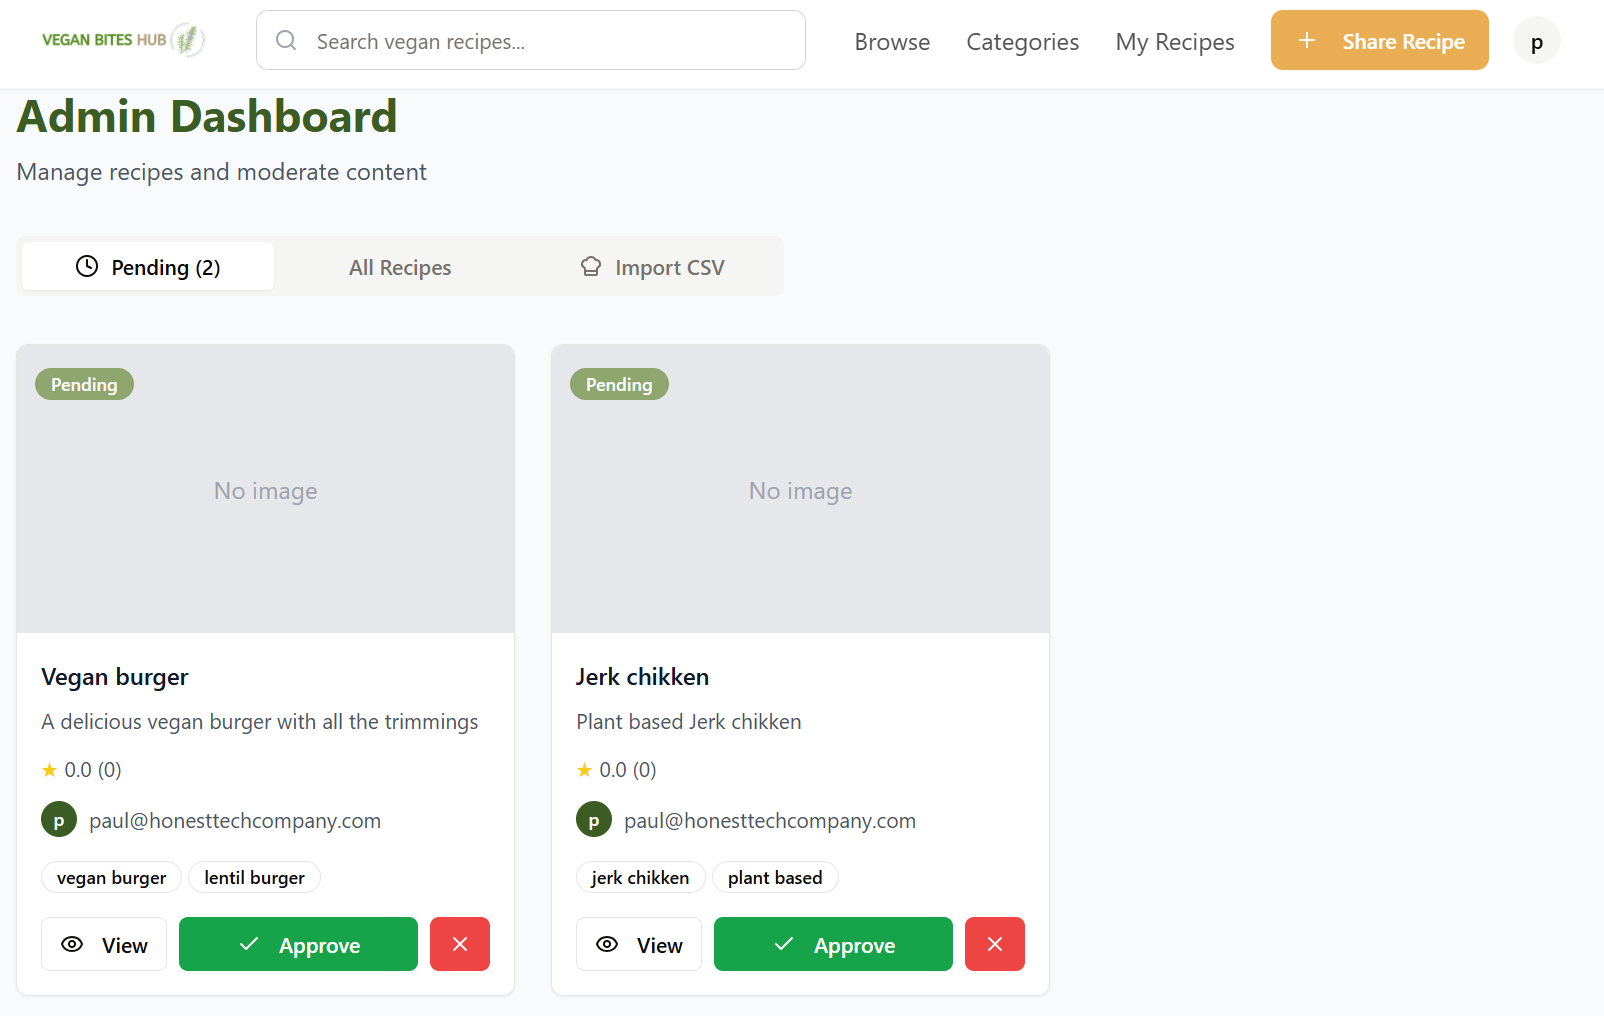 VEGAN BITES HUB
Search vegan recipes...
Browse
Categories
My Recipes
Share Recipe
p
Admin Dashboard
Manage recipes and moderate content
Pending (2)
All Recipes
Import CSV
Pending
No image
Vegan burger
A delicious vegan burger with all the trimmings
★ 0.0 (0)
p
paul@honesttechcompany.com
vegan burger
lentil burger
View
Approve
Pending
No image
Jerk chikken
Plant based Jerk chikken
★ 0.0 (0)
p
paul@honesttechcompany.com
jerk chikken
plant based
View
Approve